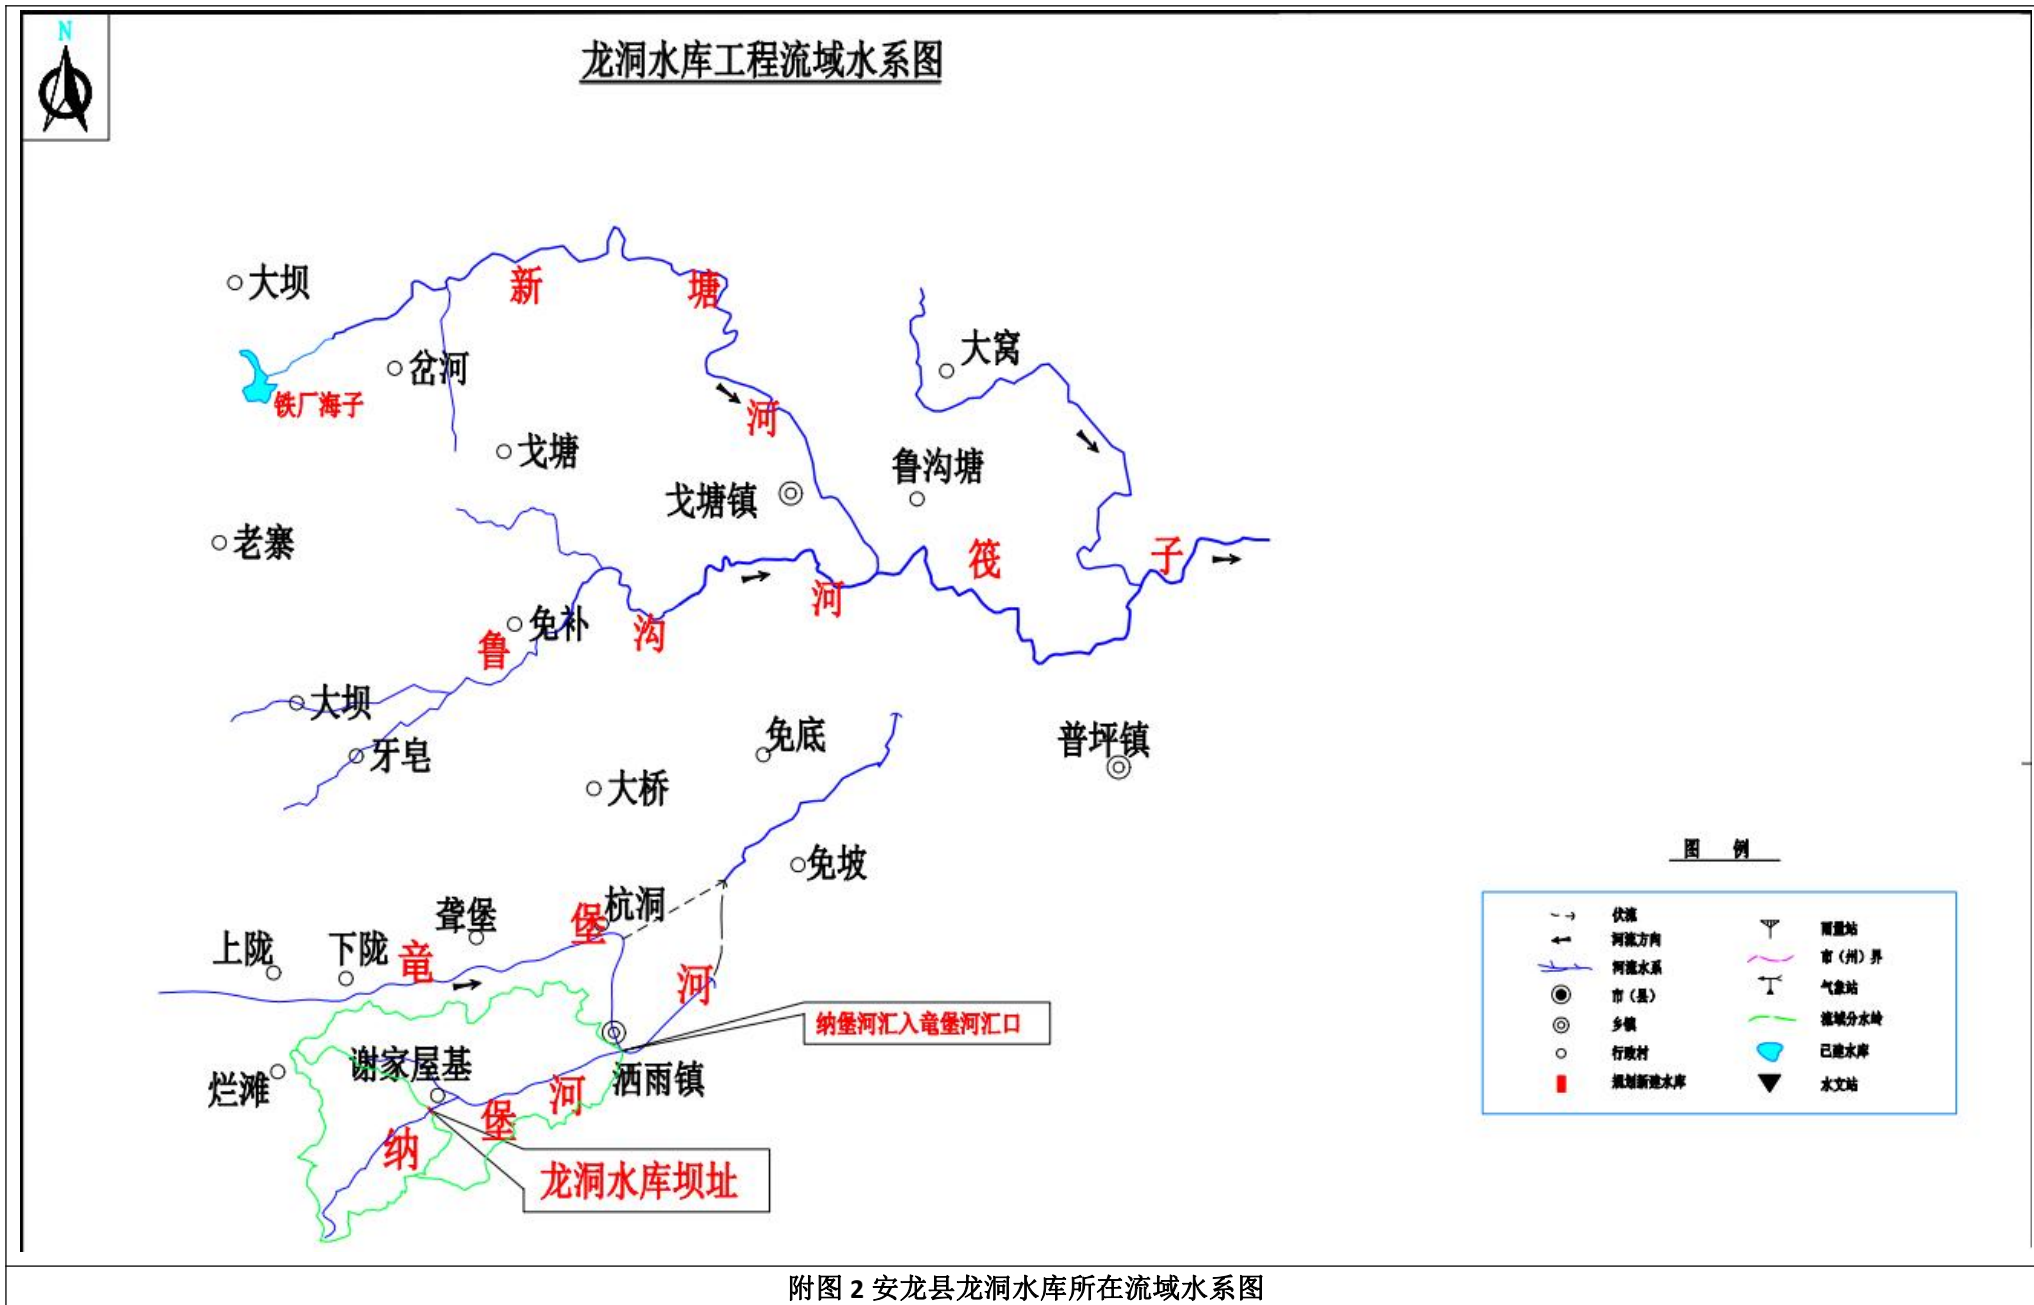 N
龙洞水库工程流域水系图
新
塘
大坝
大窝
岔河
铁厂海子
河
戈塘
鲁沟塘
戈塘镇
老寨
筏
子
河
免补
鲁
沟
大坝
免底
普坪镇
牙皂
大桥
免坡
杭洞
聋堡
堡
上陇
下陇
竜
河
纳堡河汇入竜堡河汇口
谢家屋基
烂滩
洒雨镇
河
堡
纳
龙洞水库坝址
图 例
伏流
雨量站
河流方向
市（州）界
河流水系
气象站
市（县）
流域分水岭
乡镇
行政村
已建水库
规划新建水库
水文站
附图 2 安龙县龙洞水库所在流域水系图